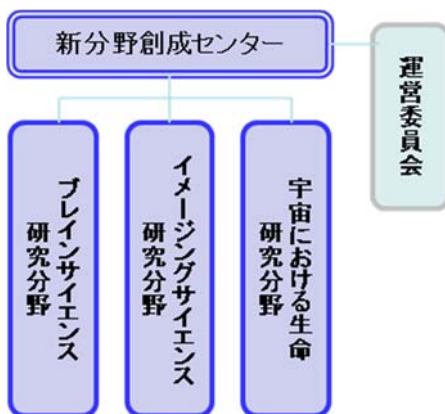 新分野創成センター
運営委員会
ブレインサイエンス
研究分野
イメージングサイエンス
研究分野
宇宙における生命
研究分野